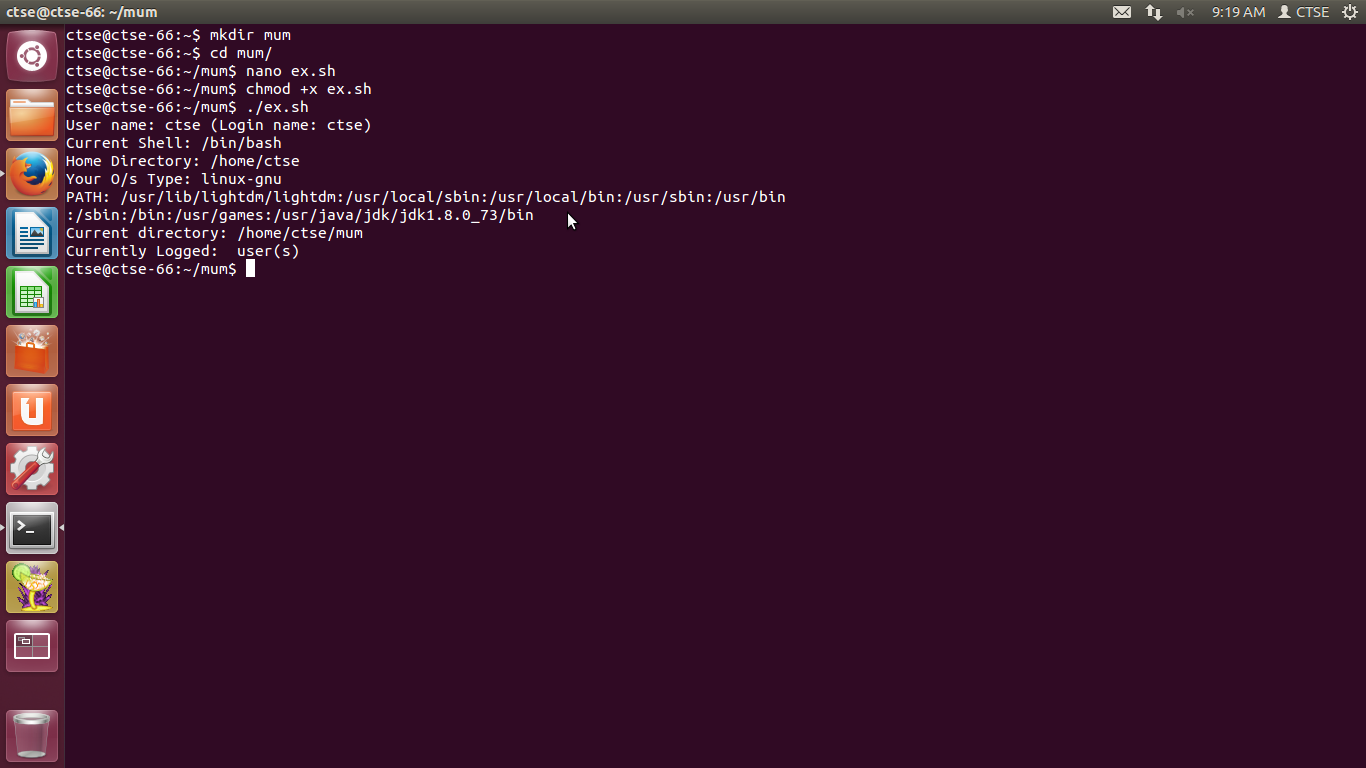 ctse@ctse-66: ~/mum
9:19 AM CTSE
ctse@ctse-66:~$ mkdir mum
ctse@ctse-66:~$ cd mum/
ctse@ctse-66:~/mum$ nano ex.sh
ctse@ctse-66:~/mum$ chmod +x ex.sh
ctse@ctse-66:~/mum$ ./ex.sh
User name: ctse (Login name: ctse)
Current Shell: /bin/bash
Home Directory: /home/ctse
Your O/s Type: linux-gnu
PATH: /usr/lib/lightdm/lightdm:/usr/local/sbin:/usr/local/bin:/usr/sbin:/usr/bin
:/sbin:/bin:/usr/games:/usr/java/jdk/jdk1.8.0_73/bin
Current directory: /home/ctse/mum
Currently Logged:  user(s)
ctse@ctse-66:~/mum$